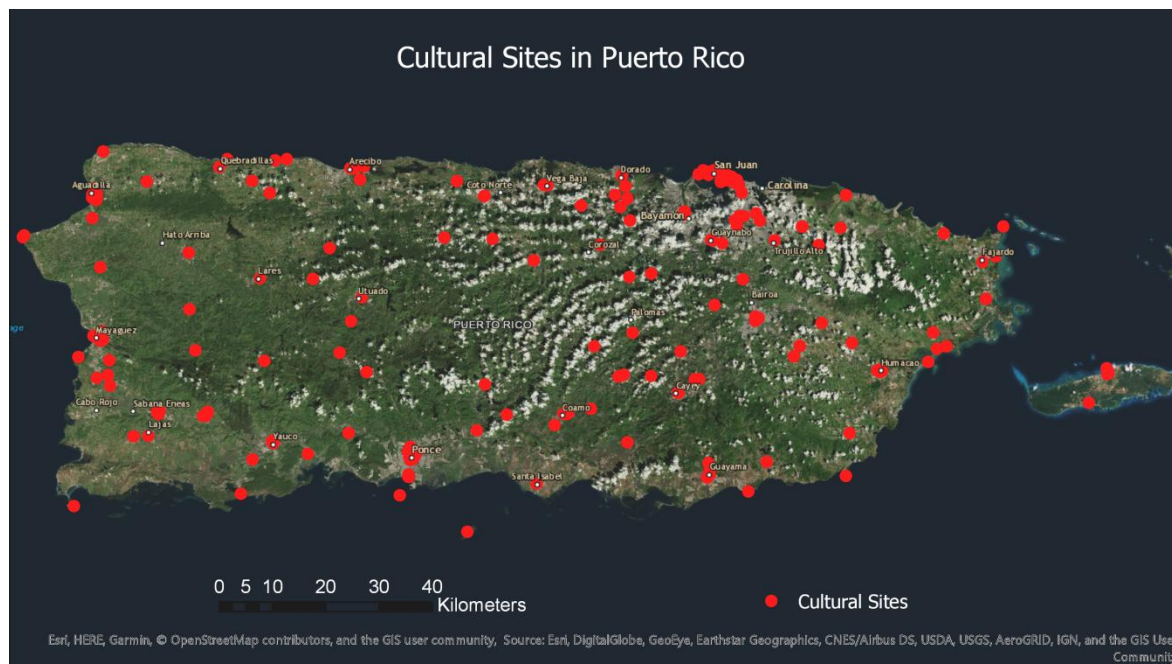 Cultural Sites in Puerto Rico
Quebradillas
Arecibo
San Juan
Dorado
Aguadilla
Coto Norte
Vega Baja
Carolina
Bayamon
Hato Arriba
Guaynabo
Corozal
Trujillo Alto
Fajardo
Lares
Utuado
Bairoa
Palomas
PUERTO RICO
Mayaguez
Humacao
Cayey
Cabo Rojo
Sabana Eneas
Coamo
Lajas
Yauco
Ponce
Guayama
Santa Isabel
0 5 10 20 30 40
Kilometers
Cultural Sites
Esri, HERE, Garmin, © OpenStreetMap contributors, and the GIS user community, Source: Esri, DigitalGlobe, GeoEye, Earthstar Geographics, CNES/Airbus DS, USDA, USGS, AeroGRID, IGN, and the GIS Use
Communit